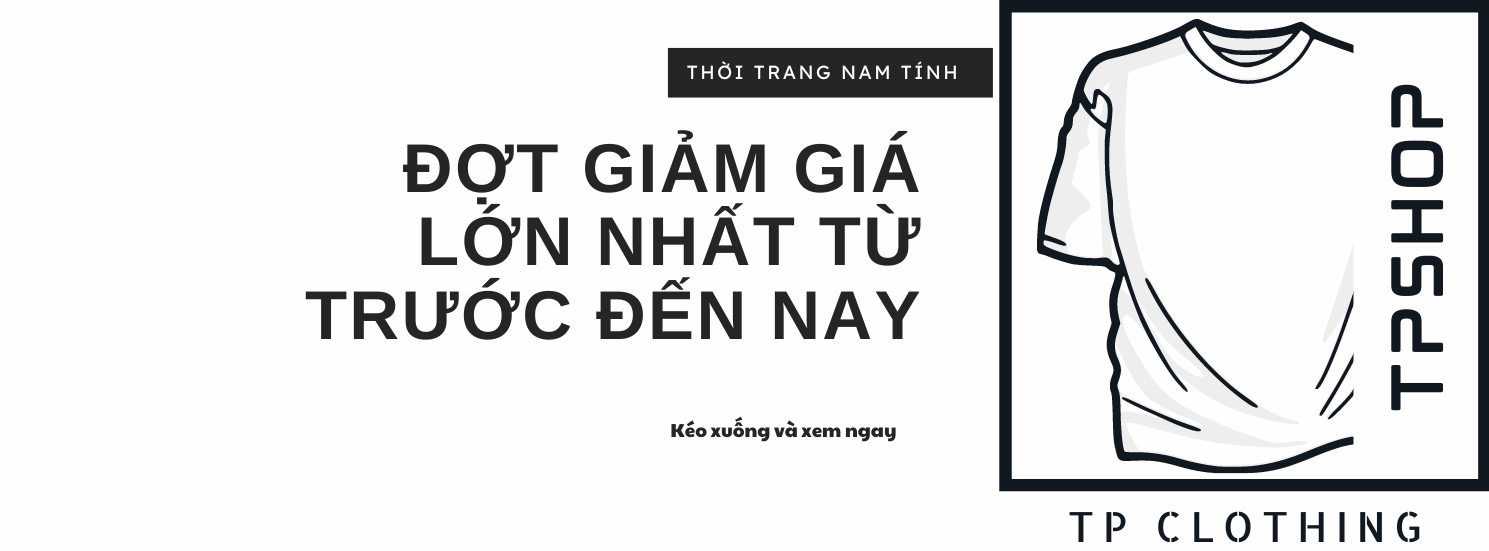 THỜI TRANG NAM TÍNH
ĐỢT GIẢM GIÁ
LỚN NHẤT TỪ
TRƯỚC ĐẾN NAY
Kéo xuống và xem ngay
TPSHOP
TP CLOTHING